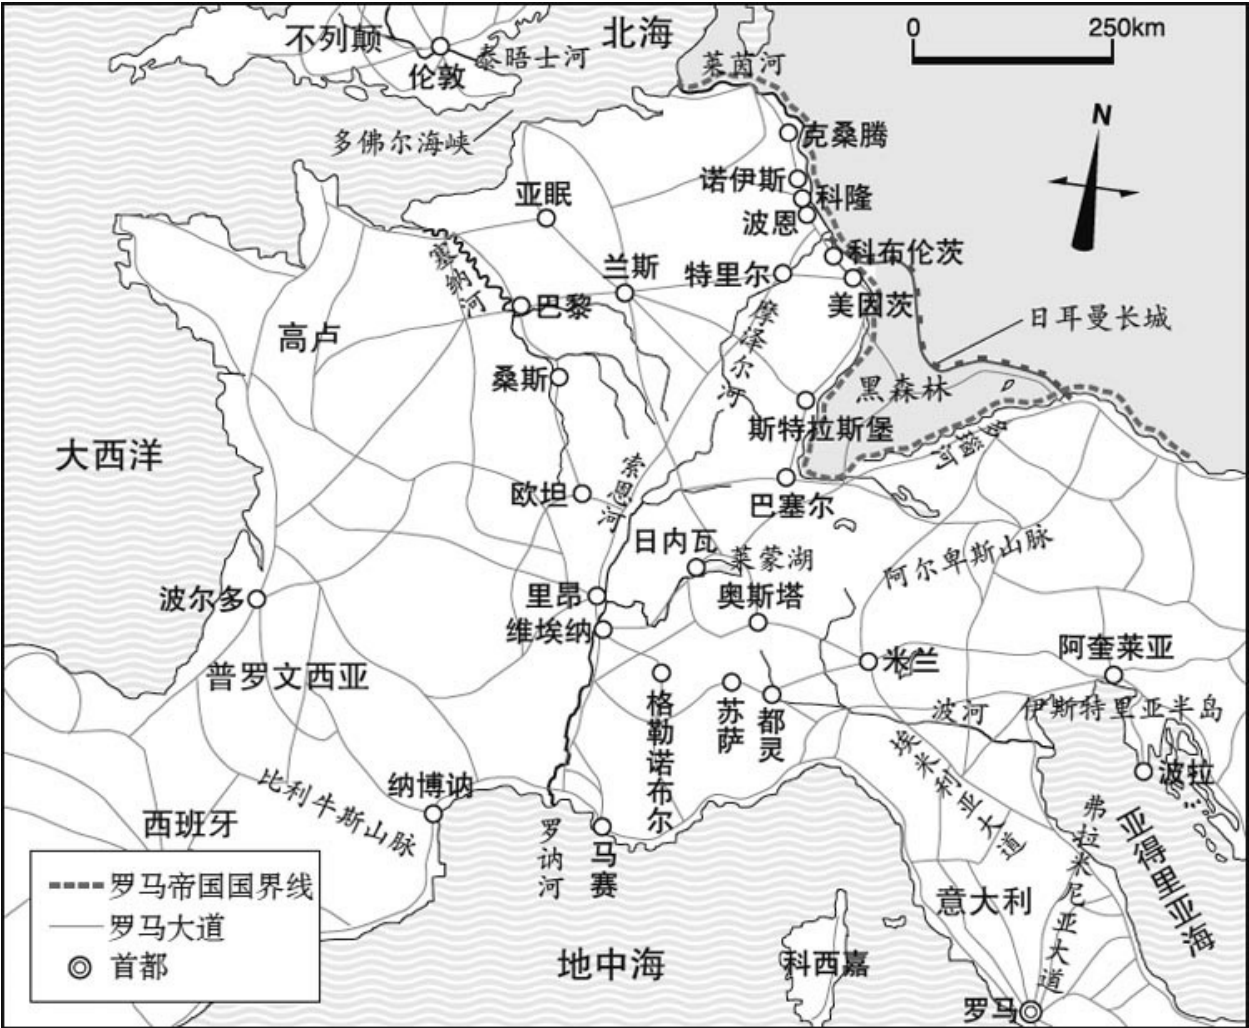 不列颠
北海
0
250km
莱茵河
泰晤士河
伦敦
N
多佛尔海峡
克桑腾
诺伊斯
科隆
亚眠
波恩
塞纳河
科布伦茨
兰斯
特里尔
美因茨
巴黎
摩泽尔河
日耳曼长城
高卢
桑斯
黑森林
斯特拉斯堡
多瑙河
大西洋
索恩河
欧坦
巴塞尔
日内瓦
莱蒙湖
阿尔卑斯山脉
波尔多
里昂
奥斯塔
维埃纳
米兰
阿奎莱亚
普罗文西亚
格勒诺布尔
苏萨
都灵
波河
伊斯特里亚半岛
埃米利亚大道
波拉
比利牛斯山脉
纳博讷
弗拉米尼亚大道
亚得里亚海
西班牙
罗讷河
马赛
罗马帝国国界线
意大利
罗马大道
地中海
科西嘉
首都
罗马